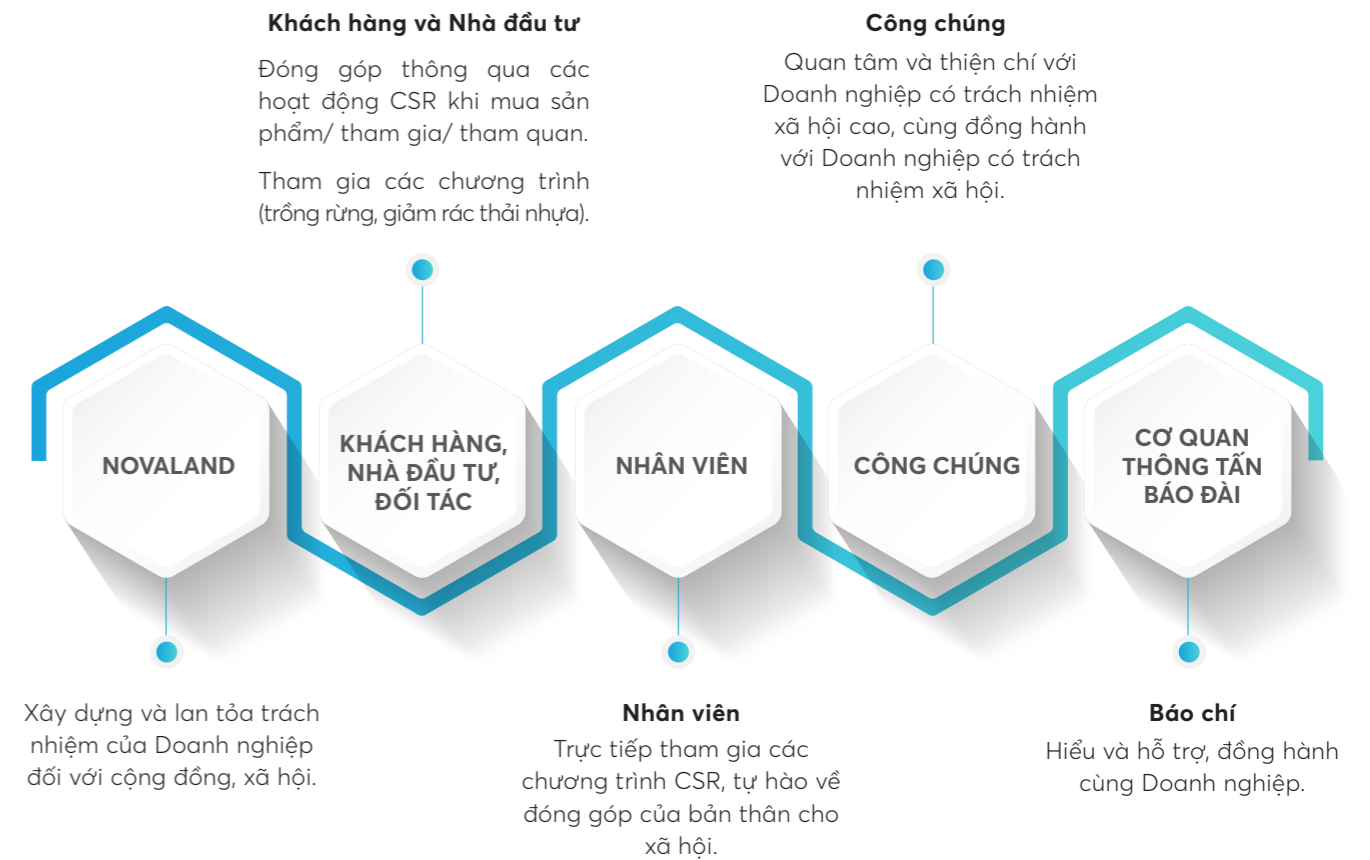 Khách hàng và Nhà đầu tư
Đóng góp thông qua các
hoạt động CSR khi mua sản
phẩm/ tham gia/ tham quan.
Tham gia các chương trình
(trồng rừng, giảm rác thải nhựa).
Công chúng
Quan tâm và thiện chí với
Doanh nghiệp có trách nhiệm
xã hội cao, cùng đồng hành
với Doanh nghiệp có trách
nhiệm xã hội.
NOVALAND
KHÁCH HÀNG,
NHÀ ĐẦU TƯ,
ĐỐI TÁC
NHÂN VIÊN
CÔNG CHÚNG
CƠ QUAN
THÔNG TẤN
BÁO ĐÀI
Xây dựng và lan tỏa trách
nhiệm của Doanh nghiệp
đối với cộng đồng, xã hội.
Nhân viên
Trực tiếp tham gia các
chương trình CSR, tự hào về
đóng góp của bản thân cho
xã hội.
Báo chí
Hiểu và hỗ trợ, đồng hành
cùng Doanh nghiệp.